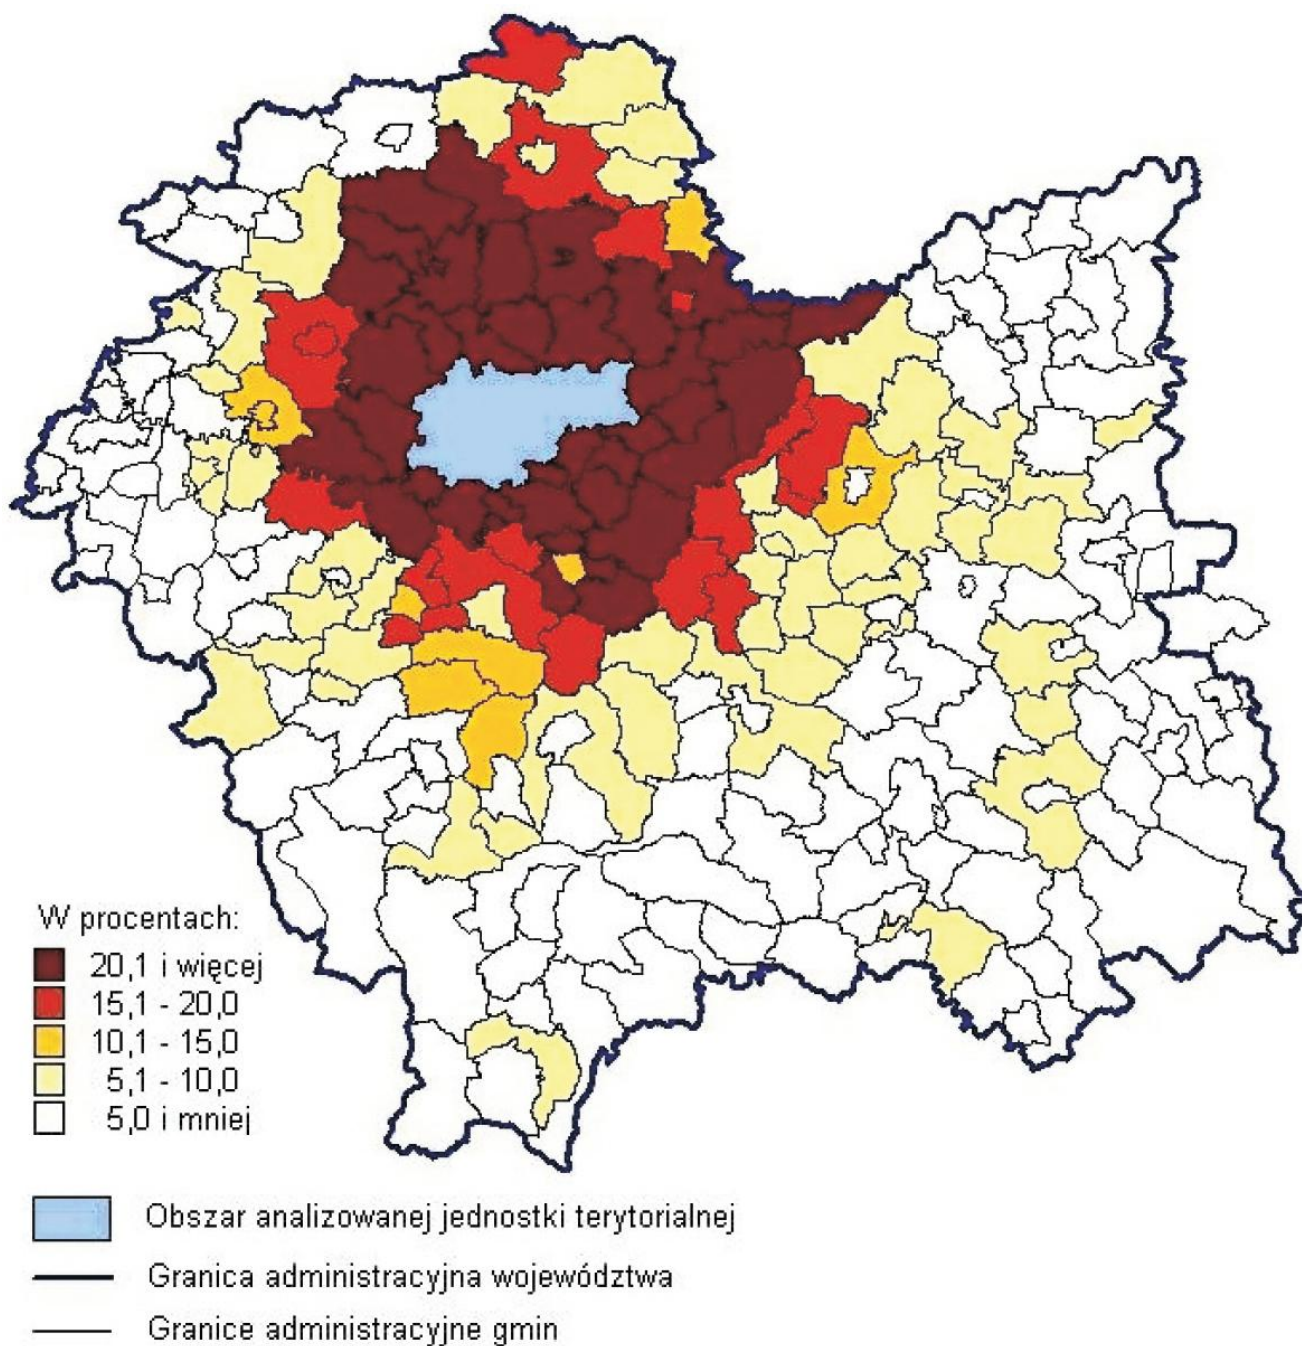 W procentach:
20,1 i więcej
15,1 - 20,0
10,1 - 15,0
5,1 - 10,0
5,0 i mniej
Obszar analizowanej jednostki terytorialnej
Granica administracyjna województwa
Granice administracyjne gmin